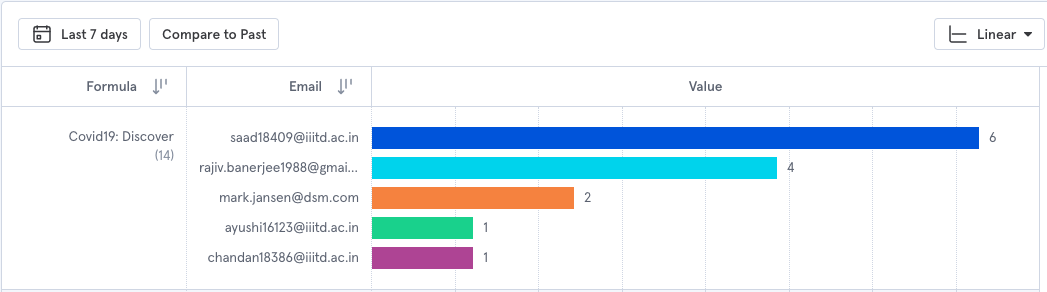 Last 7 days Compare to Past Linear
Formula Email Value
Covid19: Discover saad18409@iiitd.ac.in 6
(14)
rajiv.banerjee1988@gmai... 4
mark.jansen@dsm.com 2
ayushi16123@iiitd.ac.in 1
chandan18386@iiitd.ac.in 1